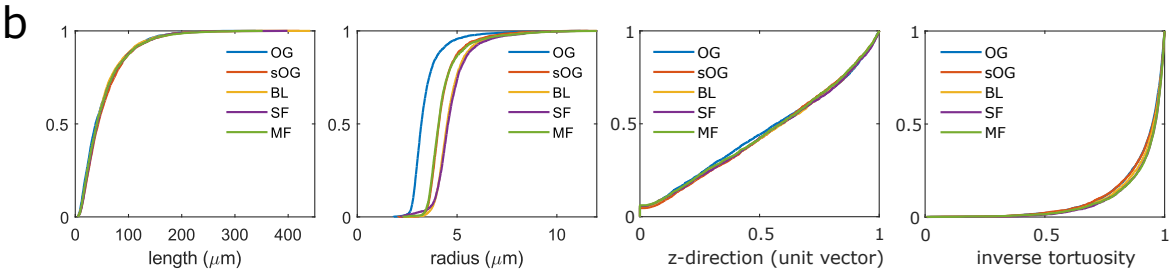 b
1
0.5
0
0 100 200 300 400
length (μm)
OG
sOG
BL
SF
MF
1
0.5
0
0 5 10
radius (μm)
OG
sOG
BL
SF
MF
1
0.5
0
0 0.5 1
z-direction (unit vector)
OG
sOG
BL
SF
MF
1
0.5
0
0 0.5 1
inverse tortuosity
OG
sOG
BL
SF
MF